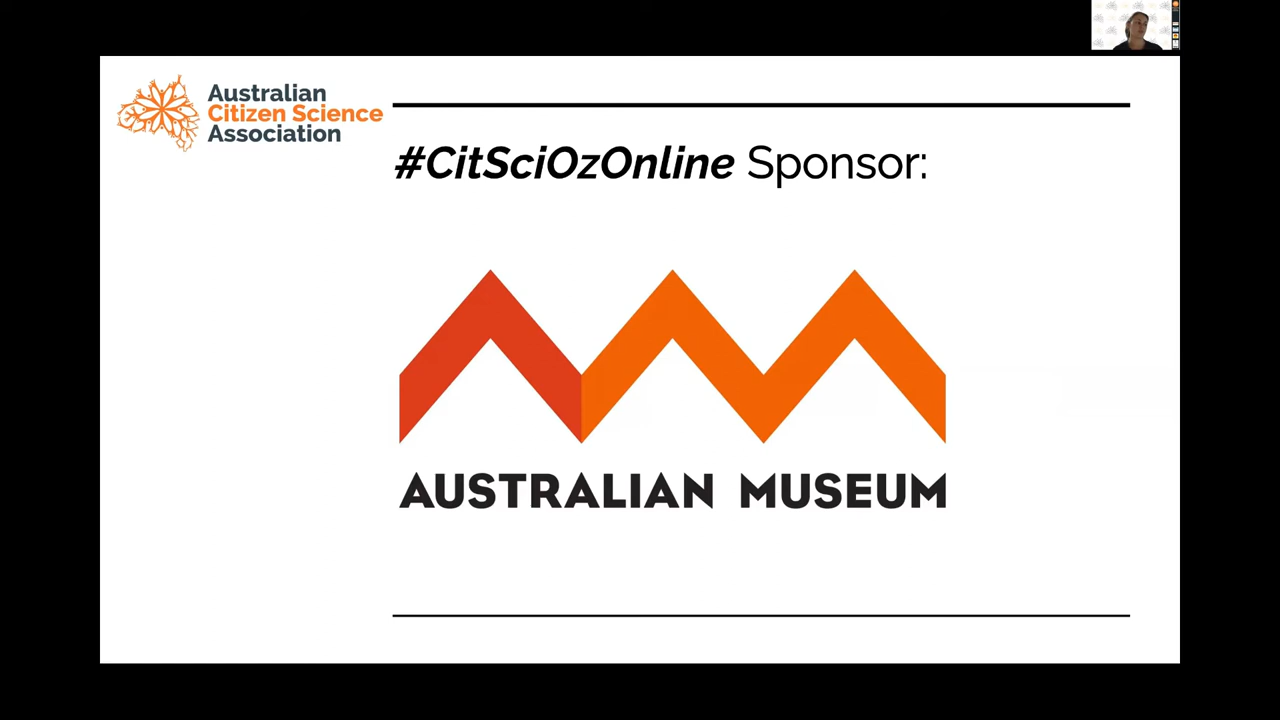 Australian
Citizen Science
Association
#CitSciOzOnline Sponsor:
AUSTRALIAN MUSEUM